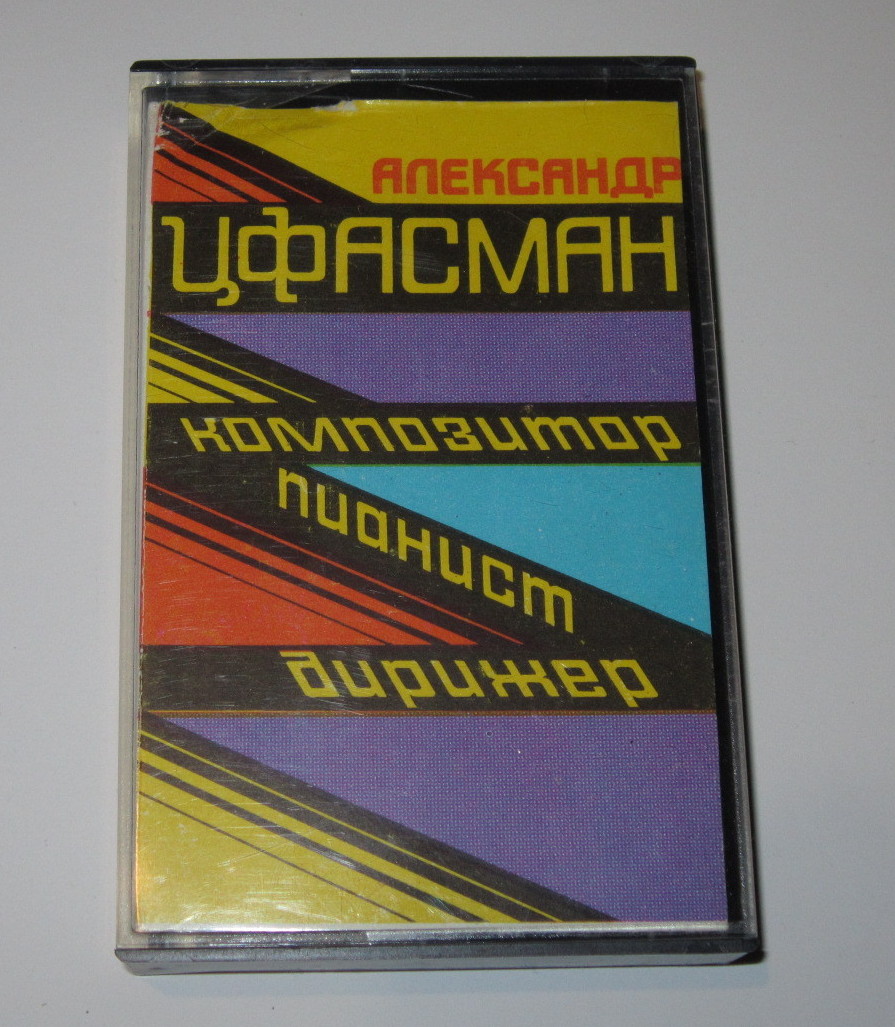 АЛЕКСАНДР
ЦФАСМАН
композитор
пианист
дирижер